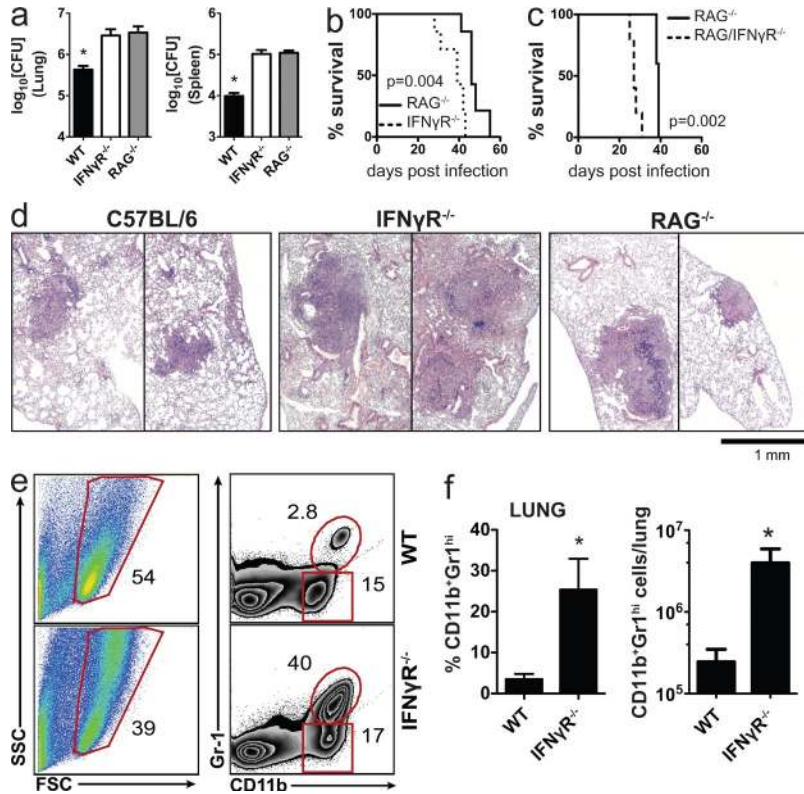 a
log10[CFU]
(Lung)
7
6
5
4
*
WT
IFNγR-/-
RAG-/-
log10[CFU]
(Spleen)
6
5
4
3
*
WT
IFNγR-/-
RAG-/-
b
% survival
100
50
0
p=0.004
RAG-/-
IFNγR-/-
0 20 40 60
days post infection
c
RAG-/-
RAG/IFNγR-/-
% survival
100
50
0
p=0.002
0 20 40 60
days post infection
d
C57BL/6
IFNγR-/-
RAG-/-
1 mm
e
SSC
FSC
54
39
Gr-1
CD11b
2.8
15
WT
40
17
IFNγR-/-
f
LUNG
% CD11b+Gr1hi
40
30
20
10
0
*
WT
IFNγR-/-
CD11b+Gr1hi cells/lung
10^7
10^6
10^5
*
WT
IFNγR-/-